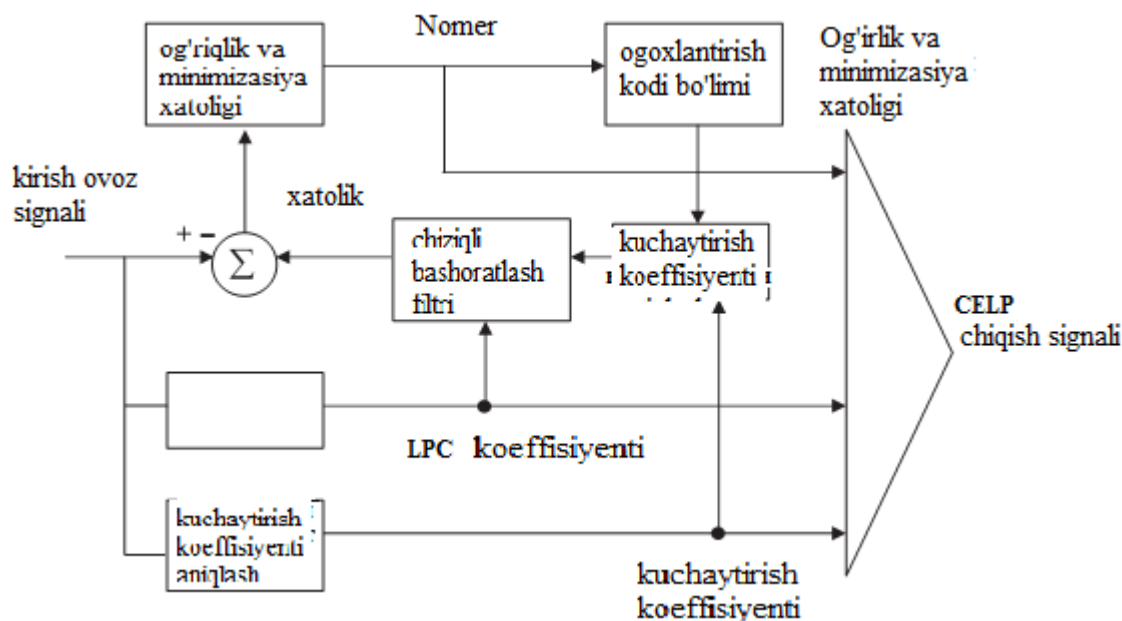 og'riqlik va
minimizasiya
xatoligi
Nomer
ogoxlantirish
kodi bo'limi
Og'irlik va
minimizasiya
xatoligi
kirish ovoz
signali
xatolik
+ −
Σ
chiziqli
bashoratlash
filtri
kuchaytirish
koeffisiyenti
CELP
chiqish signali
LPC koeffisiyenti
kuchaytirish
koeffisiyenti
aniqlash
kuchaytirish
koeffisiyenti